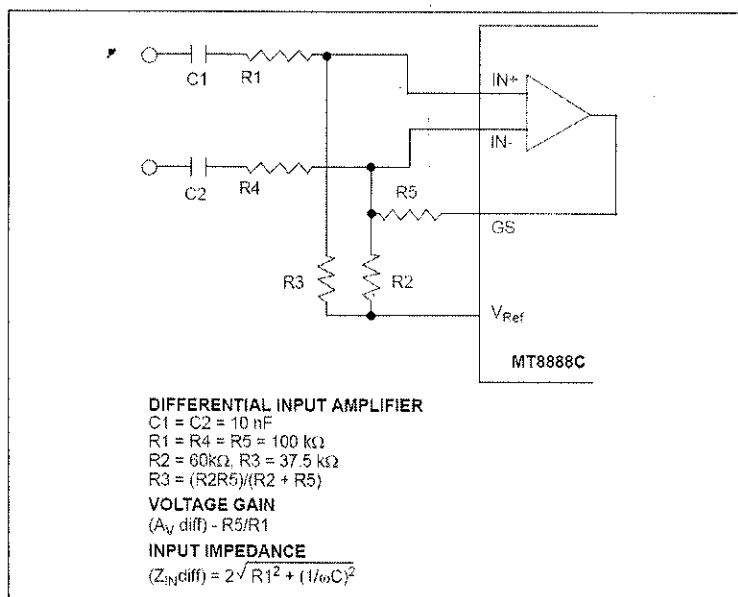 C1
R1
IN+
IN-
C2
R4
R5
GS
R3
R2
VRef
MT8888C
DIFFERENTIAL INPUT AMPLIFIER
C1 = C2 = 10 nF
R1 = R4 = R5 = 100 kΩ
R2 = 60kΩ, R3 = 37.5 kΩ
R3 = (R2R5)/(R2 + R5)
VOLTAGE GAIN
(AV diff) - R5/R1
INPUT IMPEDANCE
(ZINdiff) = 2√R1² + (1/ωC)²